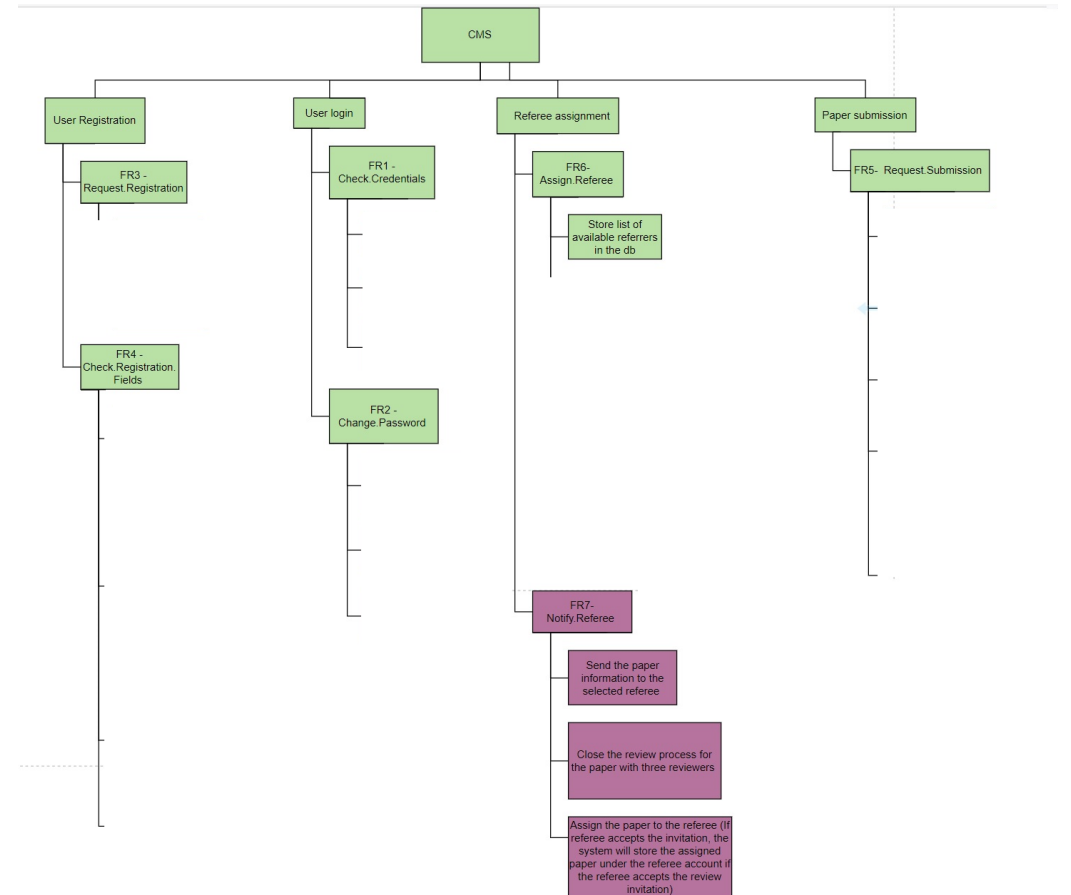 CMS
User Registration
User login
Referee assignment
Paper submission
FR3 -
Request.Registration
FR1 -
Check.Credentials
FR6-
Assign.Referee
FR5- Request.Submission
Store list of
available referrers
in the db
FR4 -
Check.Registration.
Fields
FR2 -
Change.Password
FR7-
Notify.Referee
Send the paper
information to the
selected referee
Close the review process for
the paper with three reviewers
Assign the paper to the referee (If
referee accepts the invitation, the
system will store the assigned
paper under the referee account if
the referee accepts the review
invitation)